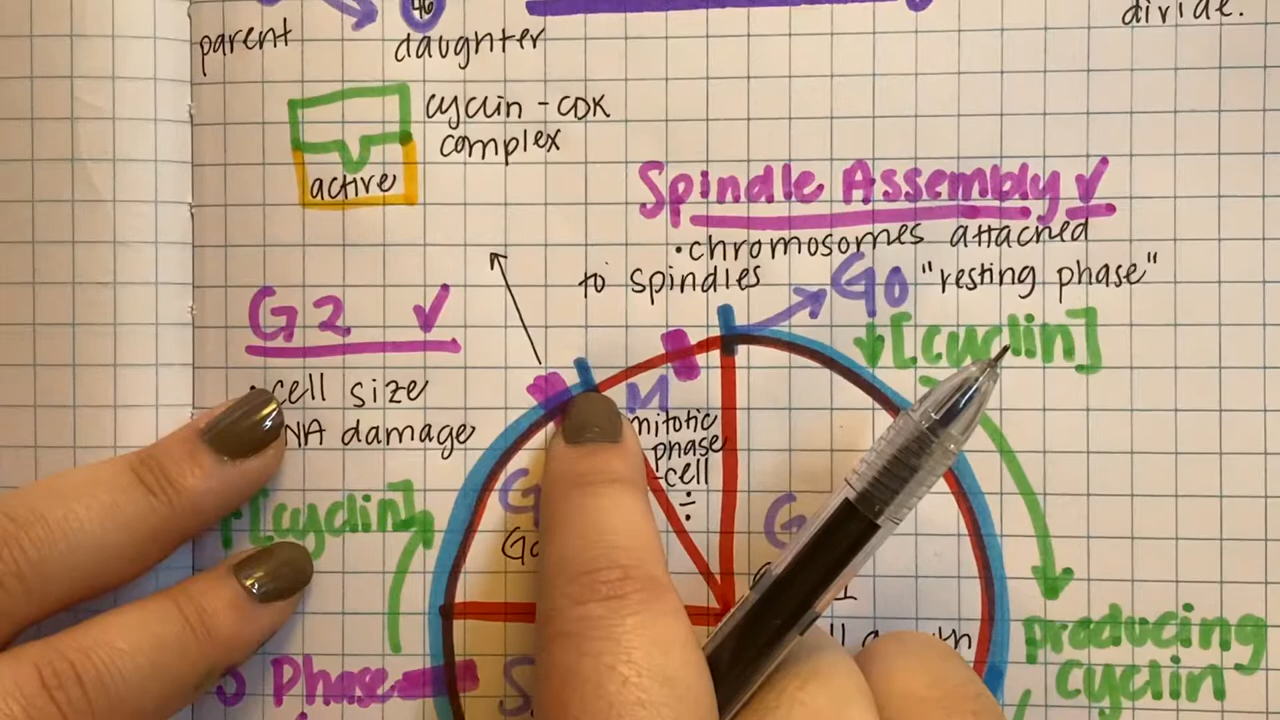 46
parent
daughter
divide.
cyclin - CDK
complex
active
Spindle Assembly ✓
• chromosomes attached
to spindles
G0 "resting phase"
↓[cyclin]
G2 ✓
• cell size
damage
M
mitotic
phase
-cell
÷
[cyclin]
G
producing
cyclin
Phase
S